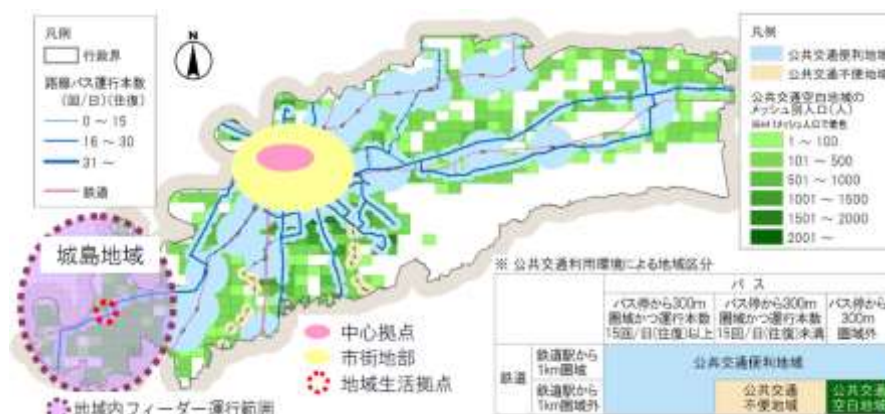 凡例
行政界
路線バス運行本数
(回/日)(往復)
0 ~ 15
16 ~ 30
31 ~
鉄道
N
凡例
公共交通便利地域
公共交通不便地域
公共交通空白地域の
メッシュ別人口(人)
1 ~ 100
101 ~ 500
501 ~ 1000
1001 ~ 1500
1501 ~ 2000
2001 ~
城島地域
中心拠点
市街地部
地域生活拠点
地域内フィーダー運行範囲
※ 公共交通利用環境による地域区分
バス
バス停から300m
圏域かつ運行本数
15回/日(往復)以上
バス停から300m
圏域かつ運行本数
15回/日(往復)未満
バス停から
300m
圏域外
鉄道
鉄道駅から
1km圏域
鉄道駅から
1km圏域外
公共交通便利地域
公共交通
不便地域
公共交通
空白地域